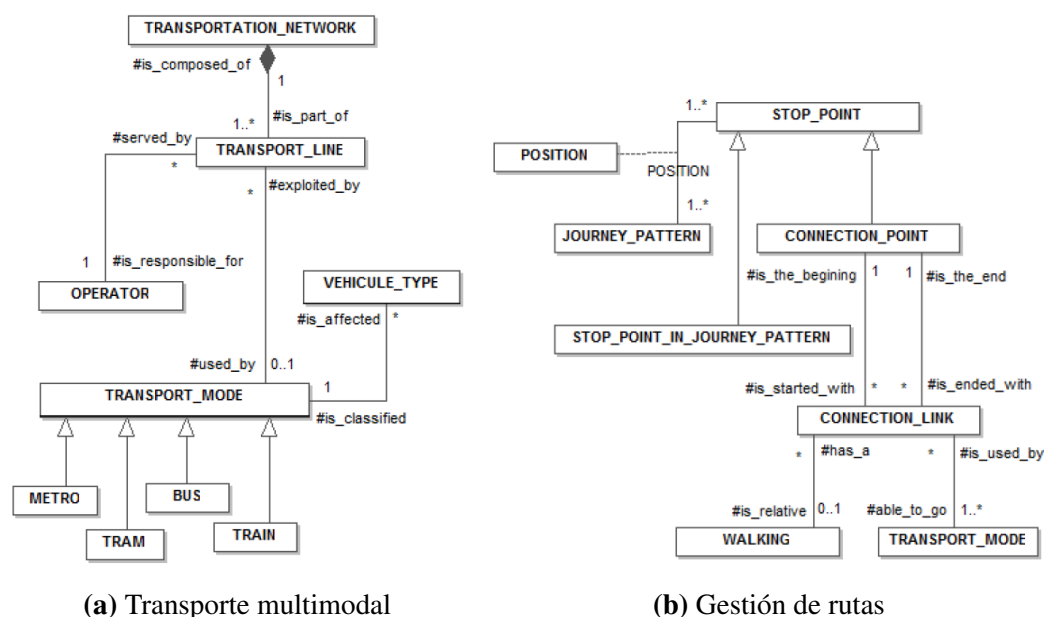 TRANSPORTATION_NETWORK
#is_composed_of
1
1..*
#is_part_of
#served_by
TRANSPORT_LINE
*
*
#exploited_by
1
#is_responsible_for
OPERATOR
VEHICULE_TYPE
#is_affected
*
#used_by
0..1
TRANSPORT_MODE
1
#is_classified
METRO
TRAM
BUS
TRAIN
(a) Transporte multimodal
1..*
STOP_POINT
POSITION
POSITION
1..*
JOURNEY_PATTERN
CONNECTION_POINT
#is_the_begining
1
1
#is_the_end
STOP_POINT_IN_JOURNEY_PATTERN
#is_started_with
*
*
#is_ended_with
CONNECTION_LINK
*
#has_a
*
#is_used_by
#is_relative
0..1
#able_to_go
1..*
WALKING
TRANSPORT_MODE
(b) Gestión de rutas